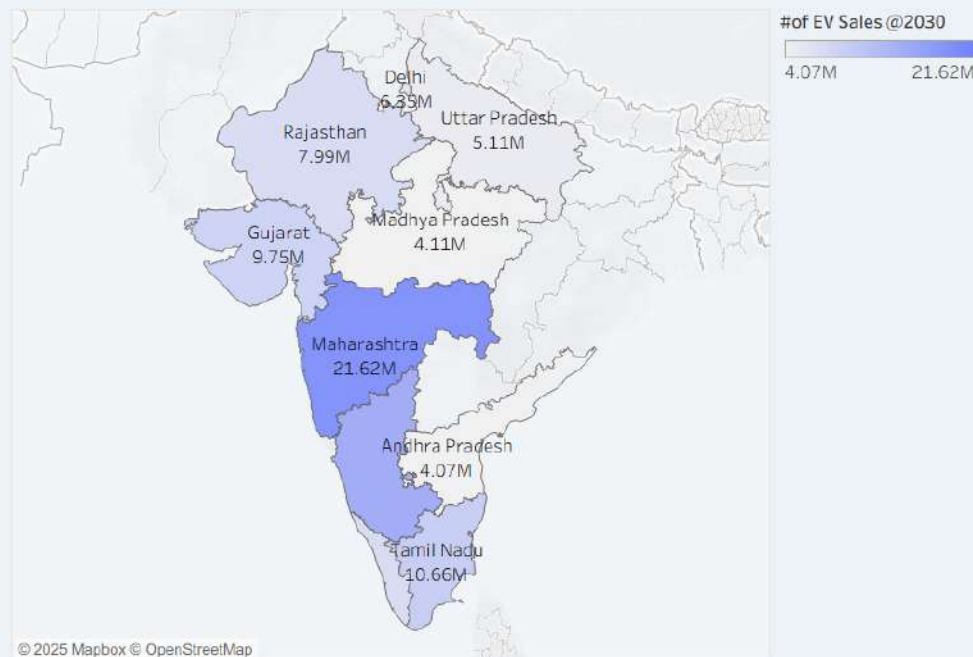 #of EV Sales @2030
4.07M
21.62M
Delhi
6.35M
Rajasthan
7.99M
Uttar Pradesh
5.11M
Madhya Pradesh
4.11M
Gujarat
9.75M
Maharashtra
21.62M
Andhra Pradesh
4.07M
Tamil Nadu
10.66M
© 2025 Mapbox © OpenStreetMap